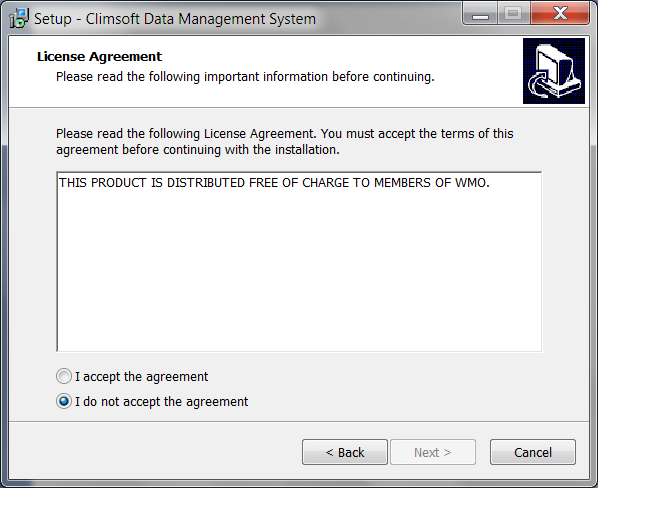 Setup - Climsoft Data Management System
License Agreement
Please read the following important information before continuing.
Please read the following License Agreement. You must accept the terms of this
agreement before continuing with the installation.
THIS PRODUCT IS DISTRIBUTED FREE OF CHARGE TO MEMBERS OF WMO.
I accept the agreement
I do not accept the agreement
< Back
Next >
Cancel